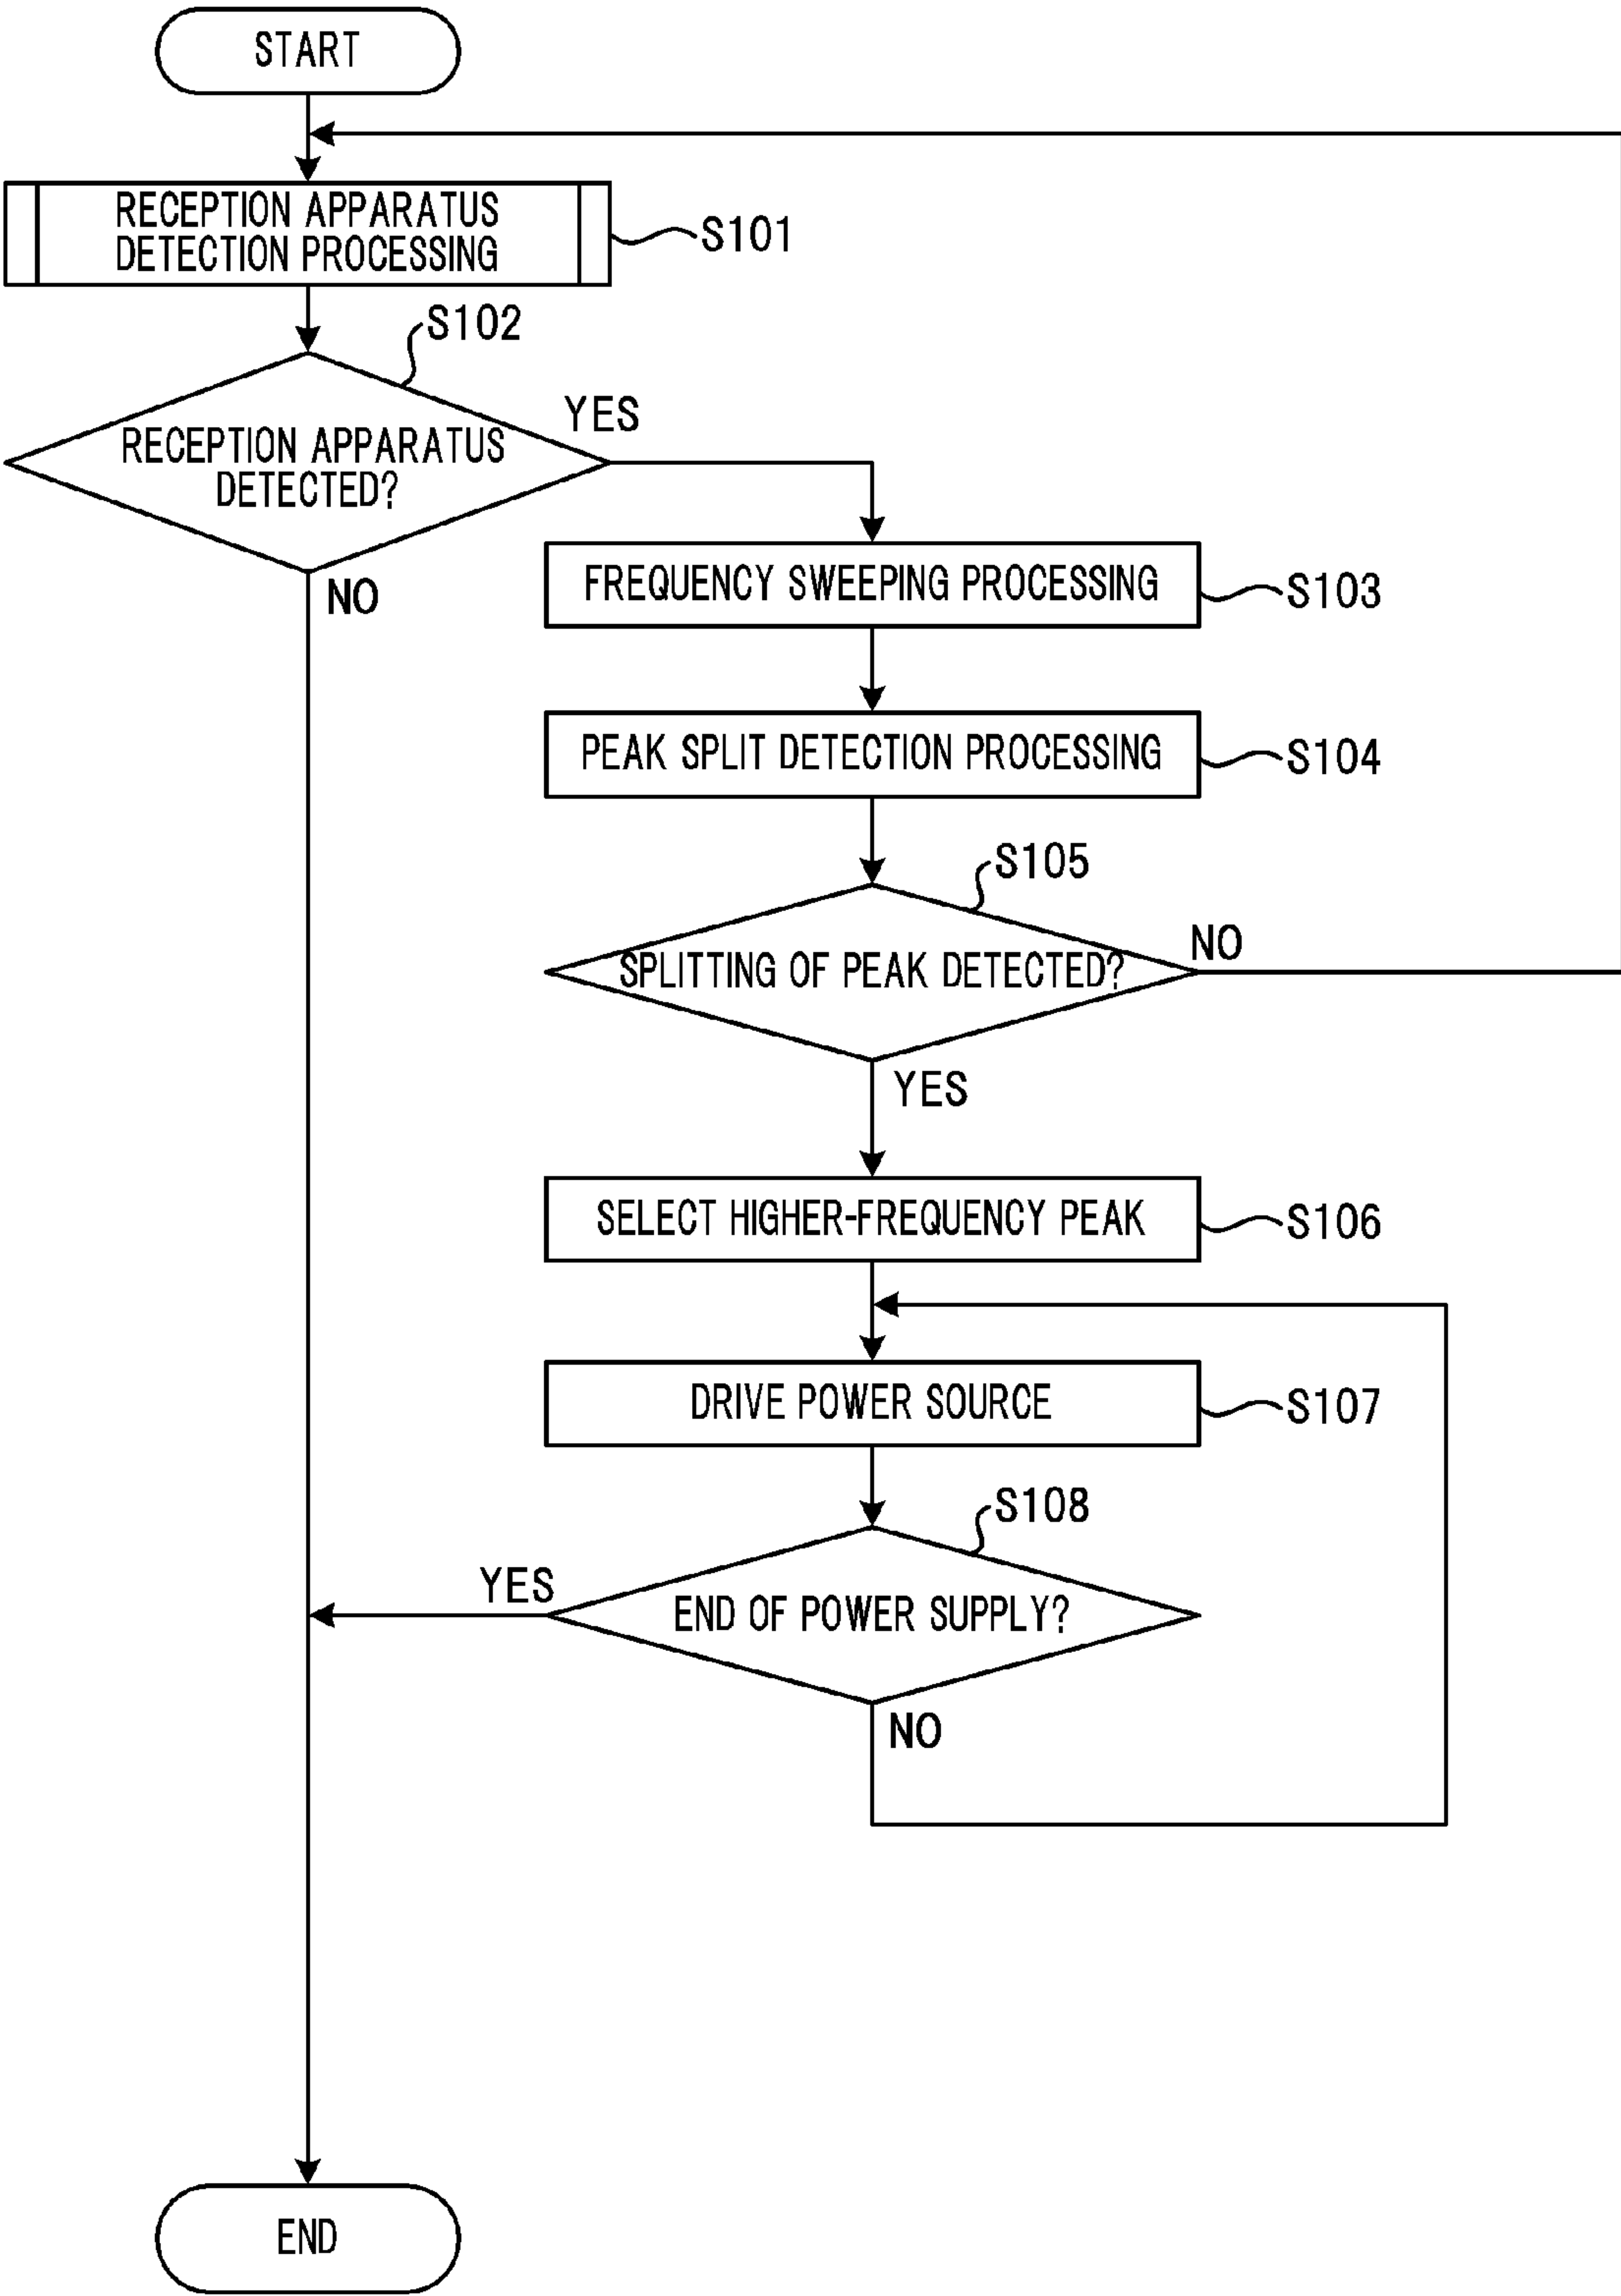 START
RECEPTION APPARATUS
DETECTION PROCESSING
S101
S102
RECEPTION APPARATUS
DETECTED?
YES
NO
FREQUENCY SWEEPING PROCESSING
S103
PEAK SPLIT DETECTION PROCESSING
S104
S105
SPLITTING OF PEAK DETECTED?
NO
YES
SELECT HIGHER-FREQUENCY PEAK
S106
DRIVE POWER SOURCE
S107
S108
YES
END OF POWER SUPPLY?
NO
END